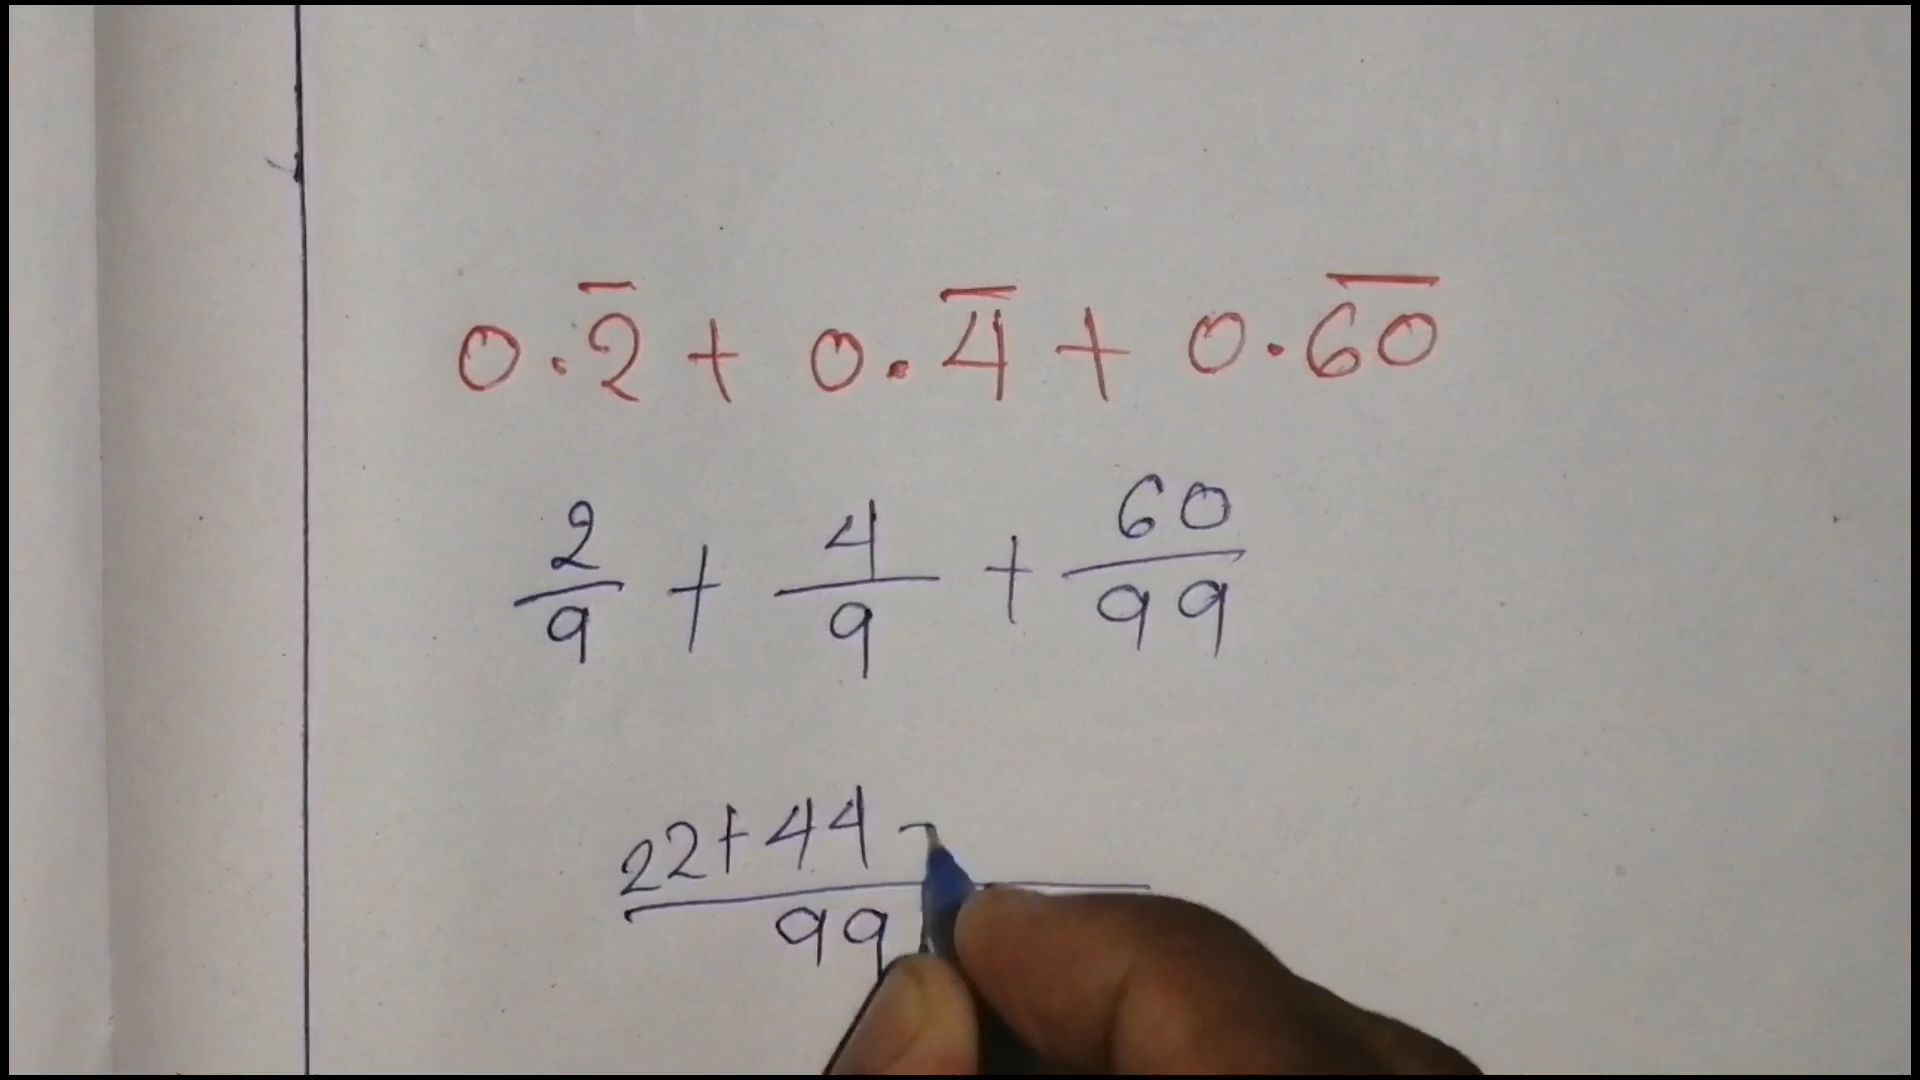 0.2̅ + 0.4̅ + 0.6̅0̅
2/9 + 4/9 + 60/99
22+44 -
99